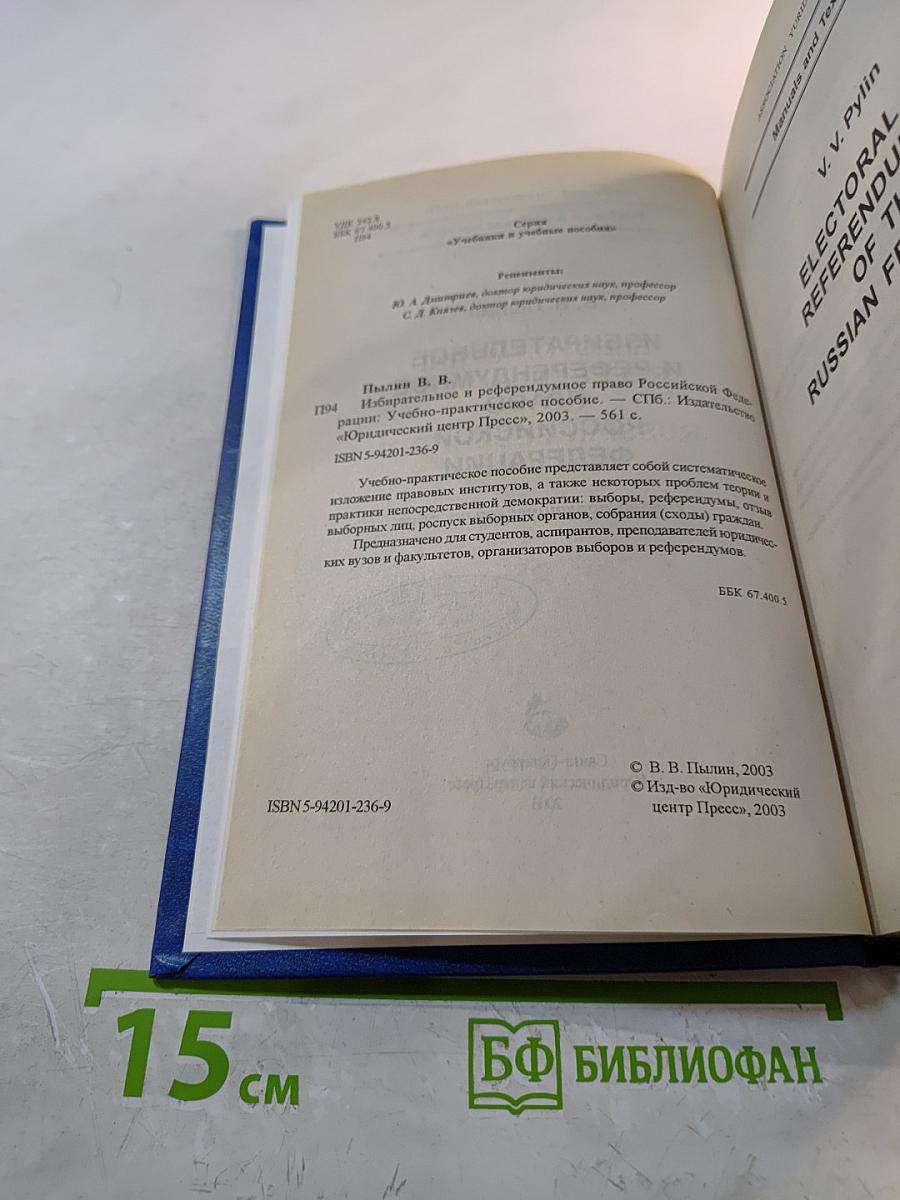 УДК 342.8
ББК 67.400.5
П94
Серия
«Учебники и учебные пособия»
Рецензенты:
Ю. А. Дмитриев, доктор юридических наук, профессор
С. Д. Князев, доктор юридических наук, профессор
Пылин В. В.
П94 Избирательное и референдумное право Российской Феде-
рации: Учебно-практическое пособие. — СПб.: Издательство
«Юридический центр Пресс», 2003. — 561 с.
ISBN 5-94201-236-9
Учебно-практическое пособие представляет собой систематическое
изложение правовых институтов, а также некоторых проблем теории и
практики непосредственной демократии: выборы, референдумы, отзыв
выборных лиц, роспуск выборных органов, собрания (сходы) граждан.
Предназначено для студентов, аспирантов, преподавателей юридичес-
ких вузов и факультетов, организаторов выборов и референдумов.
ББК 67.400.5
© В. В. Пылин, 2003
© Изд-во «Юридический
центр Пресс», 2003
ISBN 5-94201-236-9
ASSOCIATION YURID
Manuals and Tex
V. V. Pylin
ELECTORAL
REFERENDU
OF TH
RUSSIAN FE
15 см
БФ БИБЛИОФАН